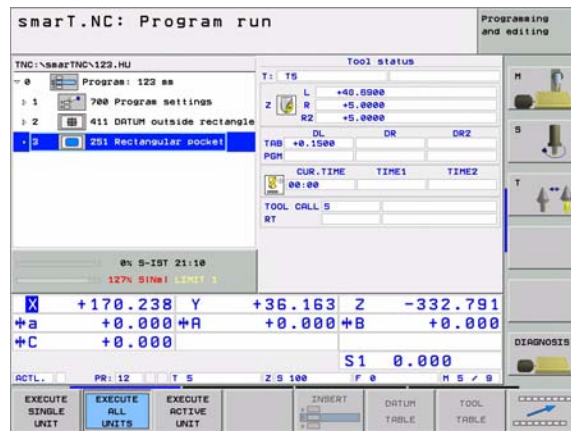 smarT.NC: Program run
Programming and editing
TNC:\smarTNC\123.HU
0 Program: 123 mm
1 700 Program settings
2 411 DATUM outside rectangle
3 251 Rectangular pocket
Tool status
T: T5
L +40.6900
Z R +5.0000
R2 +5.0000
DL DR DR2
TAB +0.1500
PGM
CUR.TIME TIME1 TIME2
00:00
TOOL CALL 5
RT
M
S
T
0% S-IST 21:10
127% SINml LIMIT 1
X +170.238 Y +36.163 Z -332.791
+a +0.000 +A +0.000 +B +0.000
+C +0.000
S1 0.000
ACTL. PR: 12 T 5 Z S 100 F 0 M 5 / 9
DIAGNOSIS
EXECUTE SINGLE UNIT
EXECUTE ALL UNITS
EXECUTE ACTIVE UNIT
INSERT
DATUM TABLE
TOOL TABLE